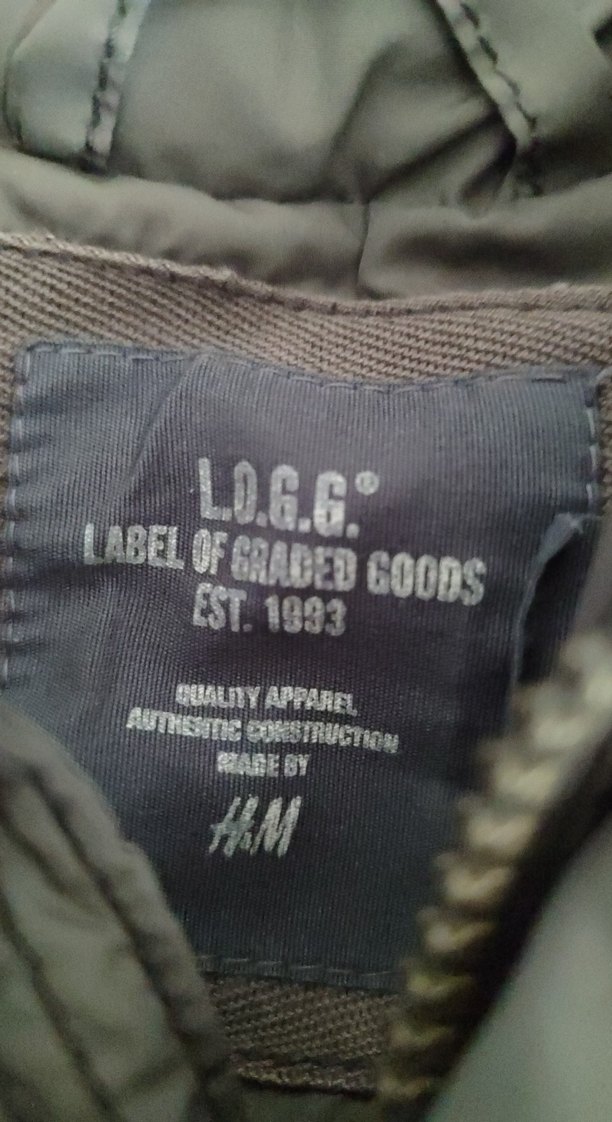 L.O.G.G.®
LABEL OF GRADED GOODS
EST. 1993
QUALITY APPAREL
AUTHENTIC CONSTRUCTION
MADE BY
H&M